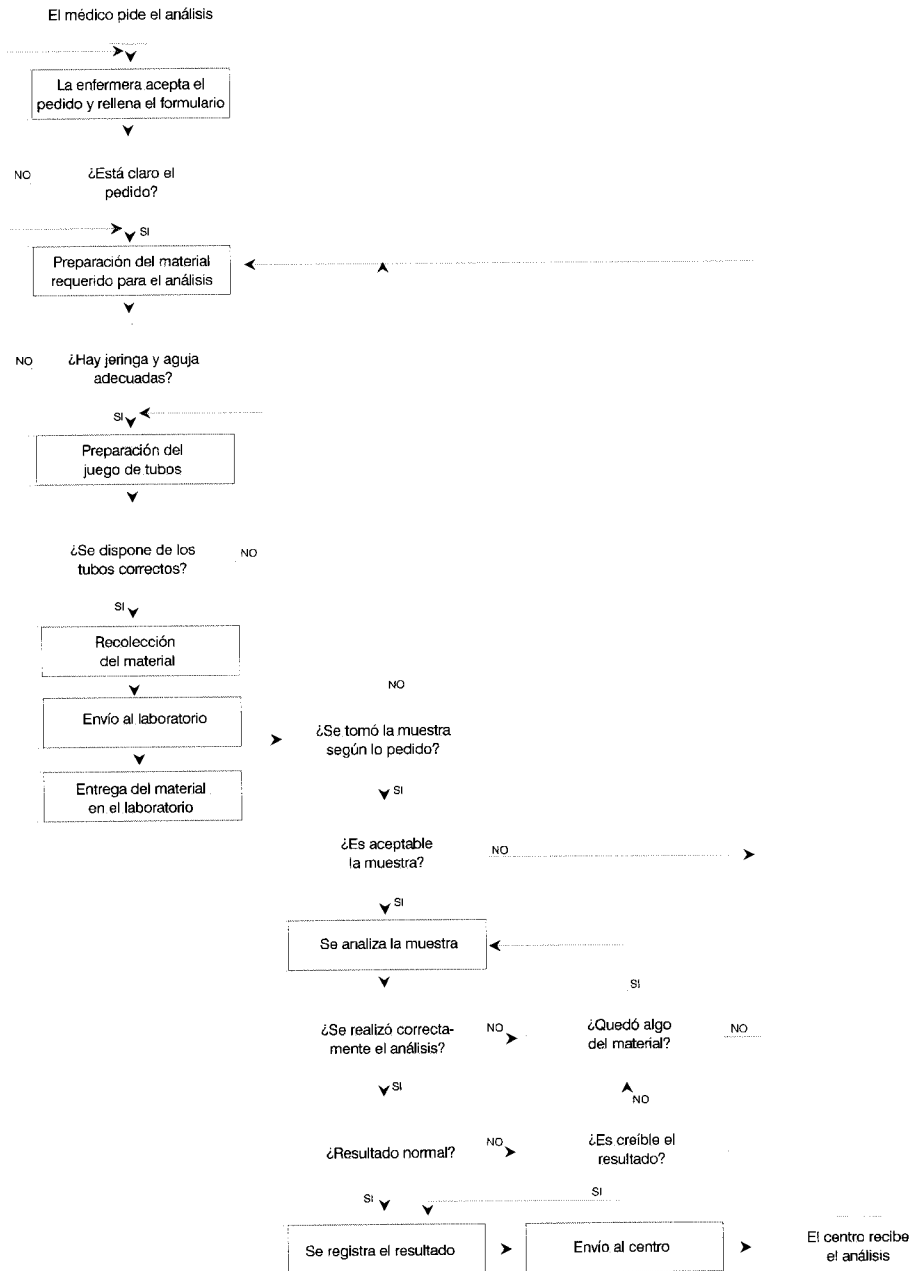 El médico pide el análisis
La enfermera acepta el
pedido y rellena el formulario
NO
¿Está claro el
pedido?
SI
Preparación del material
requerido para el análisis
NO
¿Hay jeringa y aguja
adecuadas?
SI
Preparación del
juego de tubos
¿Se dispone de los
tubos correctos?
NO
SI
Recolección
del material
Envío al laboratorio
Entrega del material
en el laboratorio
NO
¿Se tomó la muestra
según lo pedido?
SI
¿Es aceptable
la muestra?
NO
SI
Se analiza la muestra
SI
¿Se realizó correcta-
mente el análisis?
NO
¿Quedó algo
del material?
NO
SI
NO
¿Resultado normal?
NO
¿Es creíble el
resultado?
SI
SI
Se registra el resultado
Envío al centro
El centro recibe
el análisis